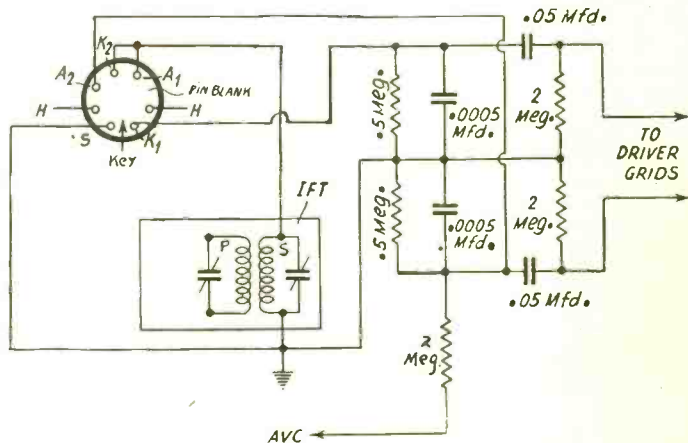 .05 Mfd.
K2
A2
A1
PIN BLANK
H
H
S
K1
Key
.5 Meg.
.0005
Mfd.
2
Meg.
TO
DRIVER
GRIDS
IFT
P
S
.5 Meg.
.0005
Mfd.
2
Meg.
.05 Mfd.
2
Meg.
AVC